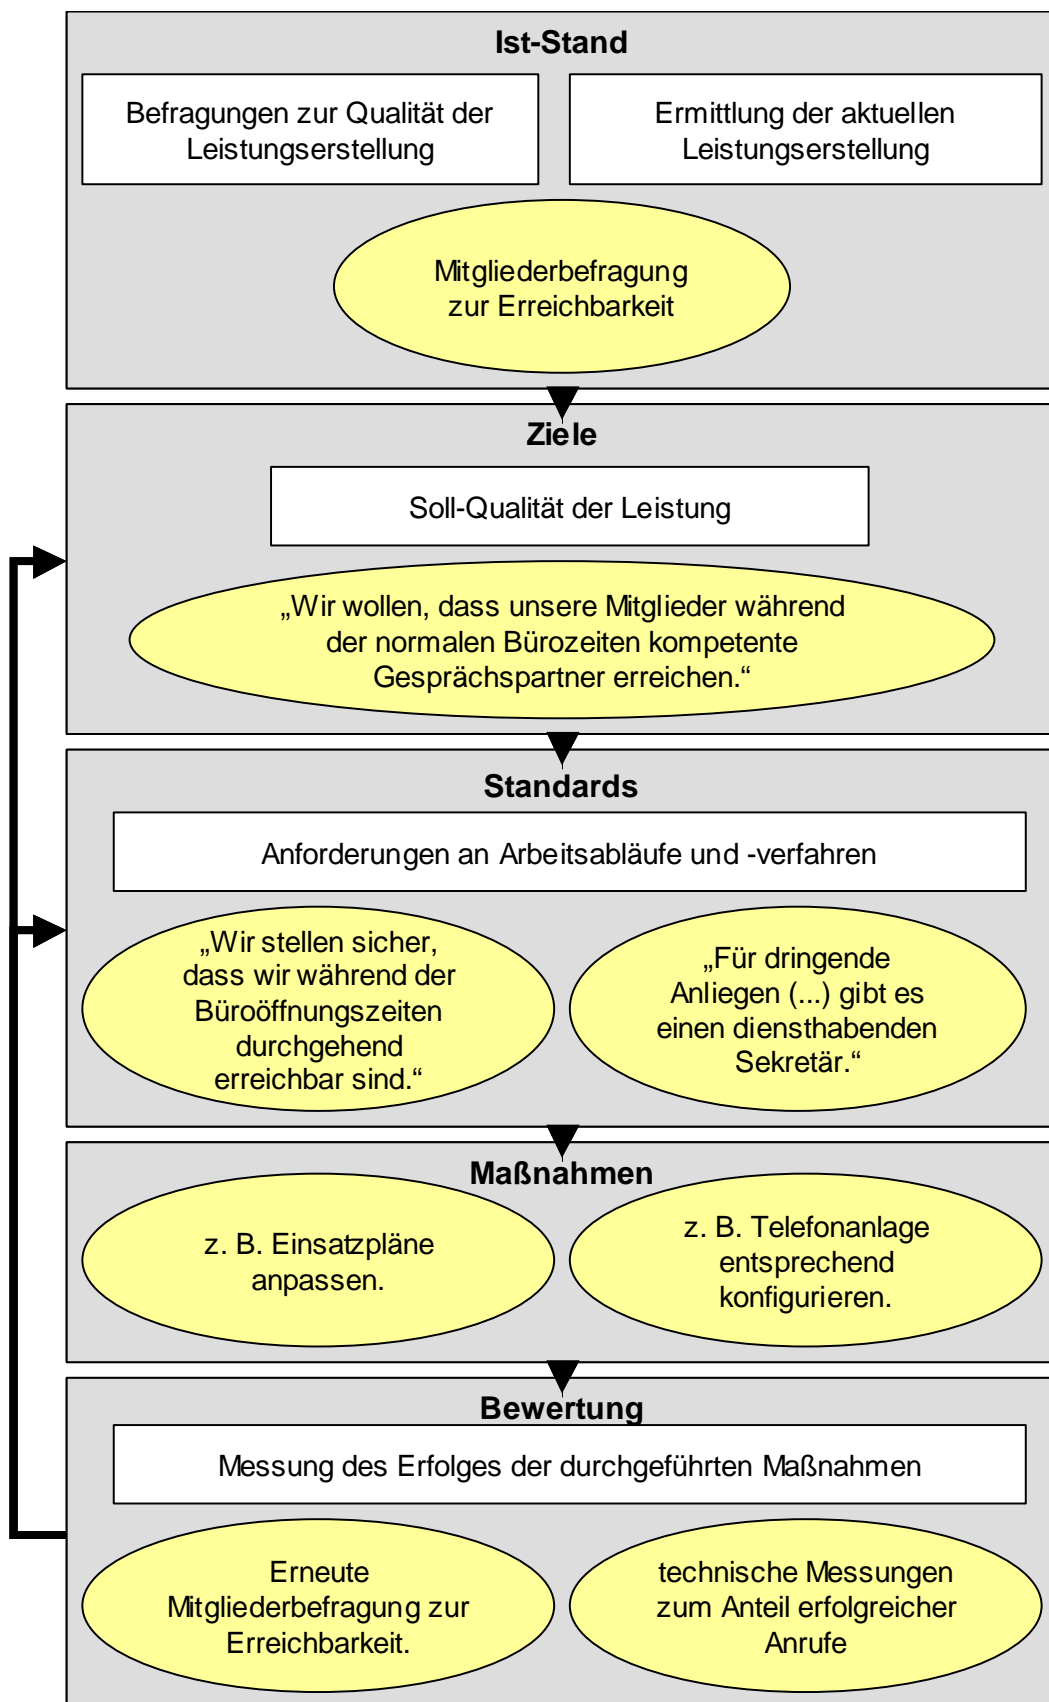 Ist-Stand
Befragungen zur Qualität der
Leistungserstellung
Ermittlung der aktuellen
Leistungserstellung
Mitgliederbefragung
zur Erreichbarkeit
Ziele
Soll-Qualität der Leistung
„Wir wollen, dass unsere Mitglieder während
der normalen Bürozeiten kompetente
Gesprächspartner erreichen.“
Standards
Anforderungen an Arbeitsabläufe und -verfahren
„Wir stellen sicher,
dass wir während der
Büroöffnungszeiten
durchgehend
erreichbar sind.“
„Für dringende
Anliegen (...) gibt es
einen diensthabenden
Sekretär.“
Maßnahmen
z. B. Einsatzpläne
anpassen.
z. B. Telefonanlage
entsprechend
konfigurieren.
Bewertung
Messung des Erfolges der durchgeführten Maßnahmen
Erneute
Mitgliederbefragung zur
Erreichbarkeit.
technische Messungen
zum Anteil erfolgreicher
Anrufe